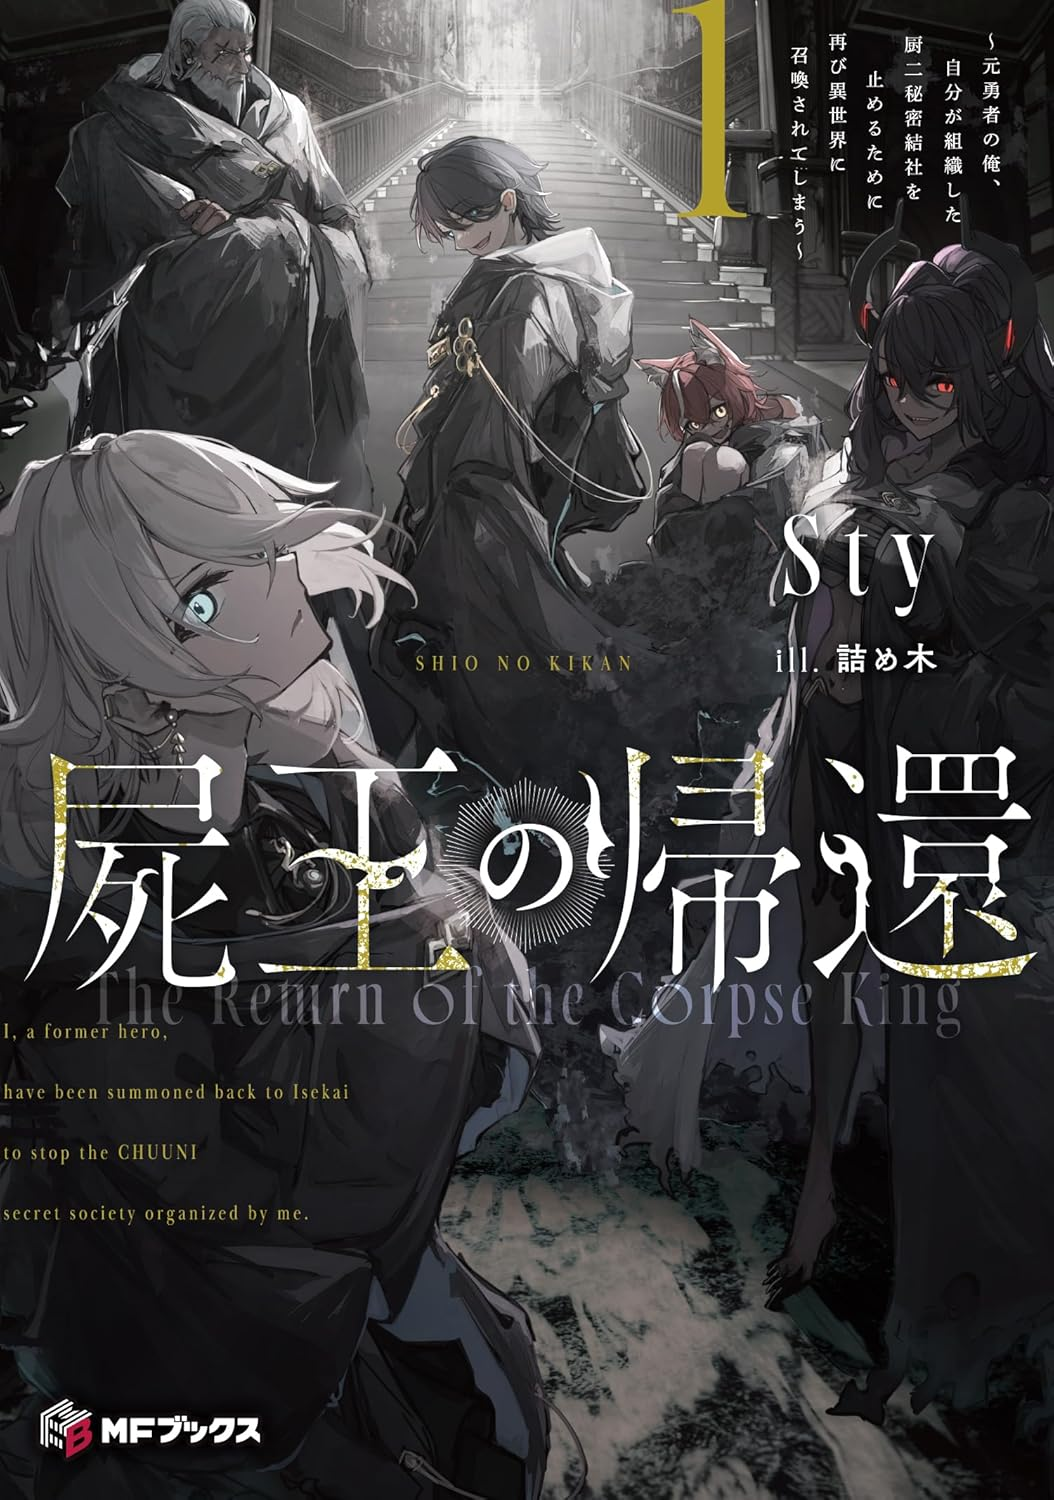 1
～元勇者の俺、
自分が組織した
厨二秘密結社を
止めるために
再び異世界に
召喚されてしまう～
Sty
ill. 詰め木
SHIO NO KIKAN
屍王の帰還
The Return of the Corpse King
I, a former hero,
have been summoned back to Isekai
to stop the CHUUNI
secret society organized by me.
MFブックス